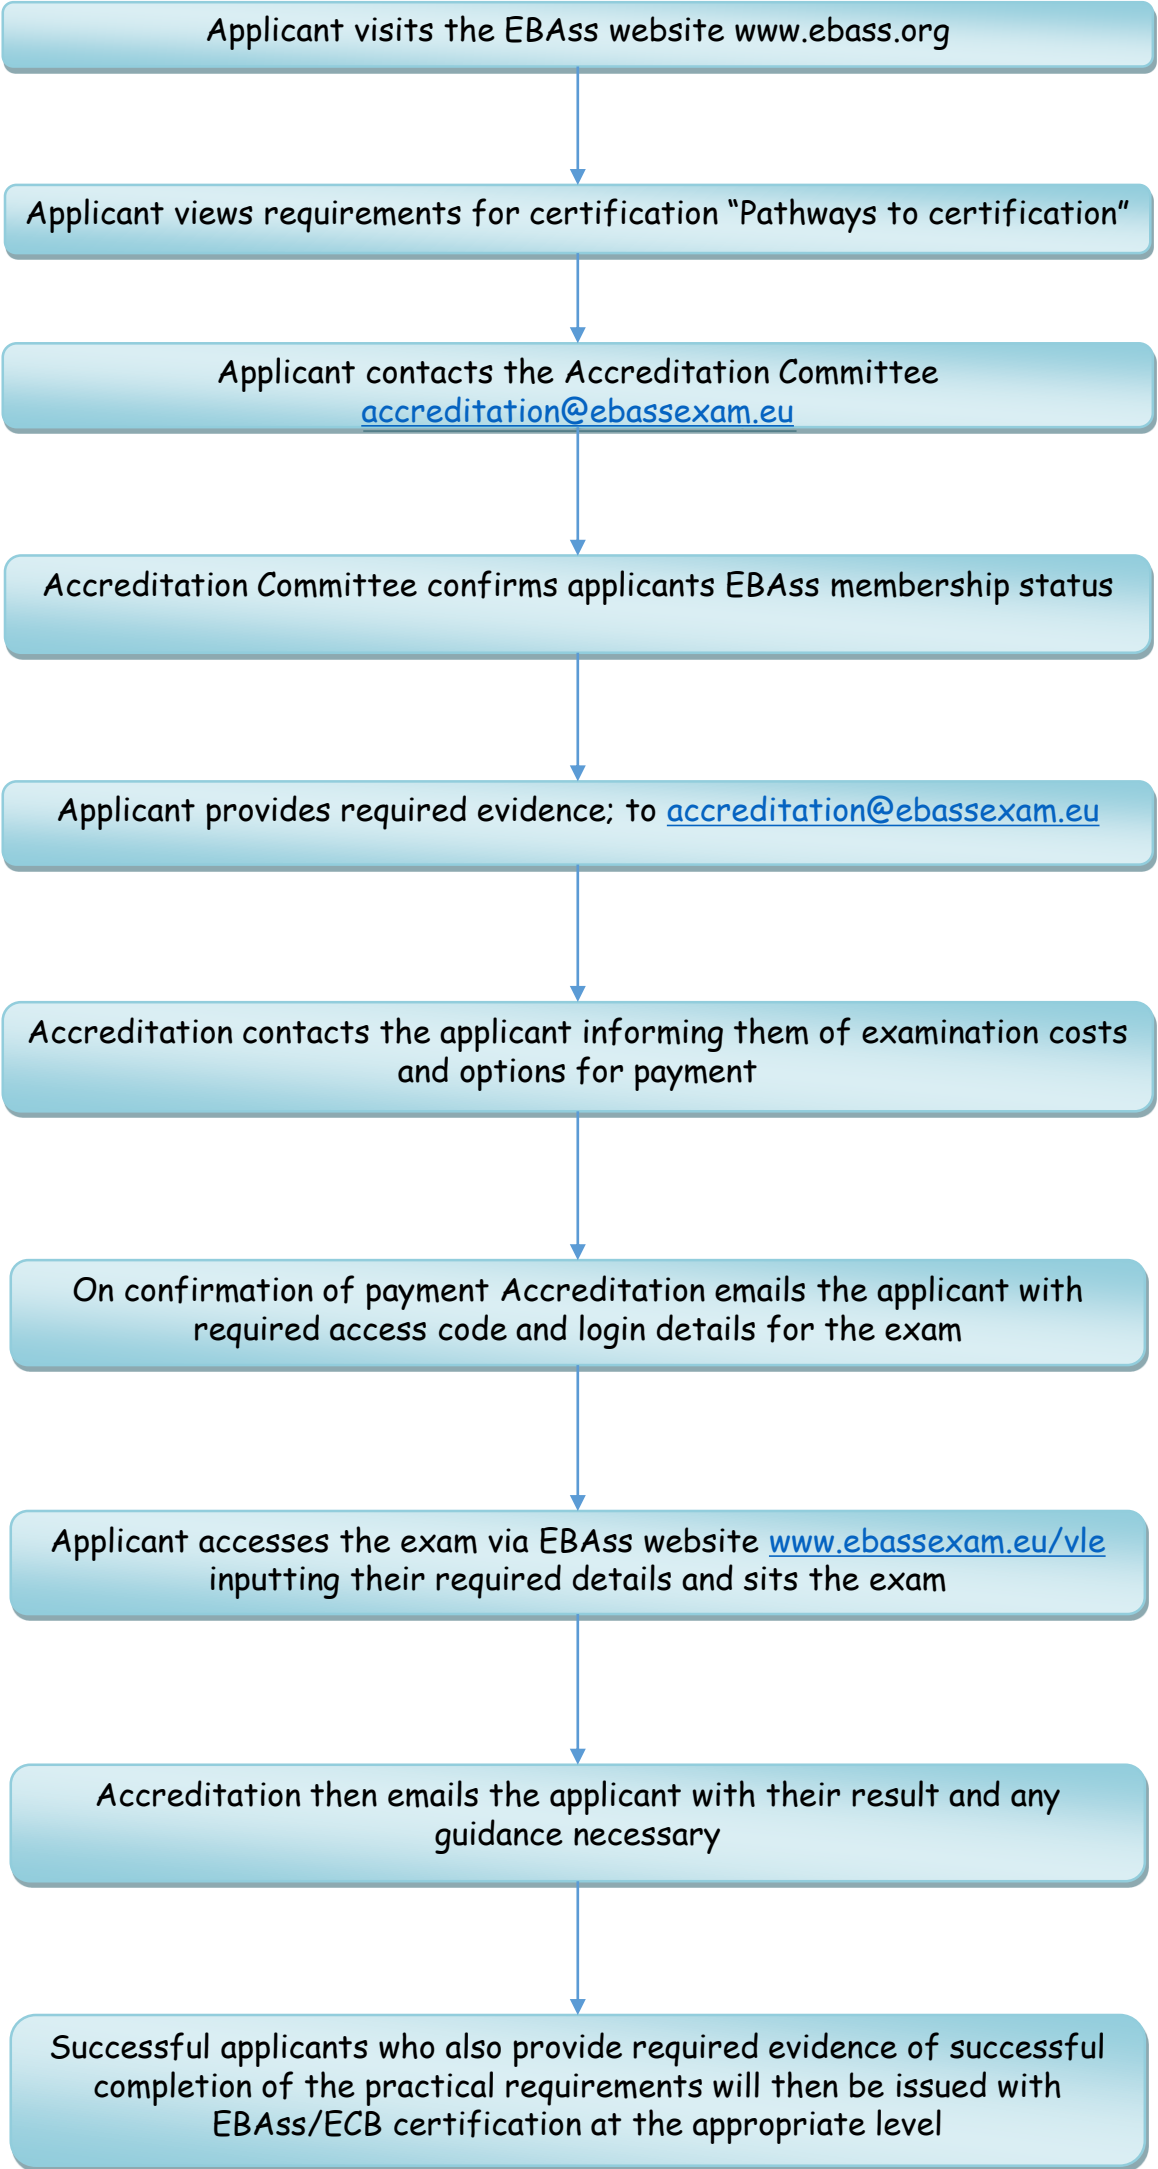 Applicant visits the EBAss website www.ebass.org
Applicant views requirements for certification “Pathways to certification”
Applicant contacts the Accreditation Committee
accreditation@ebassexam.eu
Accreditation Committee confirms applicants EBAss membership status
Applicant provides required evidence; to accreditation@ebassexam.eu
Accreditation contacts the applicant informing them of examination costs
and options for payment
On confirmation of payment Accreditation emails the applicant with
required access code and login details for the exam
Applicant accesses the exam via EBAss website www.ebassexam.eu/vle
inputting their required details and sits the exam
Accreditation then emails the applicant with their result and any
guidance necessary
Successful applicants who also provide required evidence of successful
completion of the practical requirements will then be issued with
EBAss/ECB certification at the appropriate level